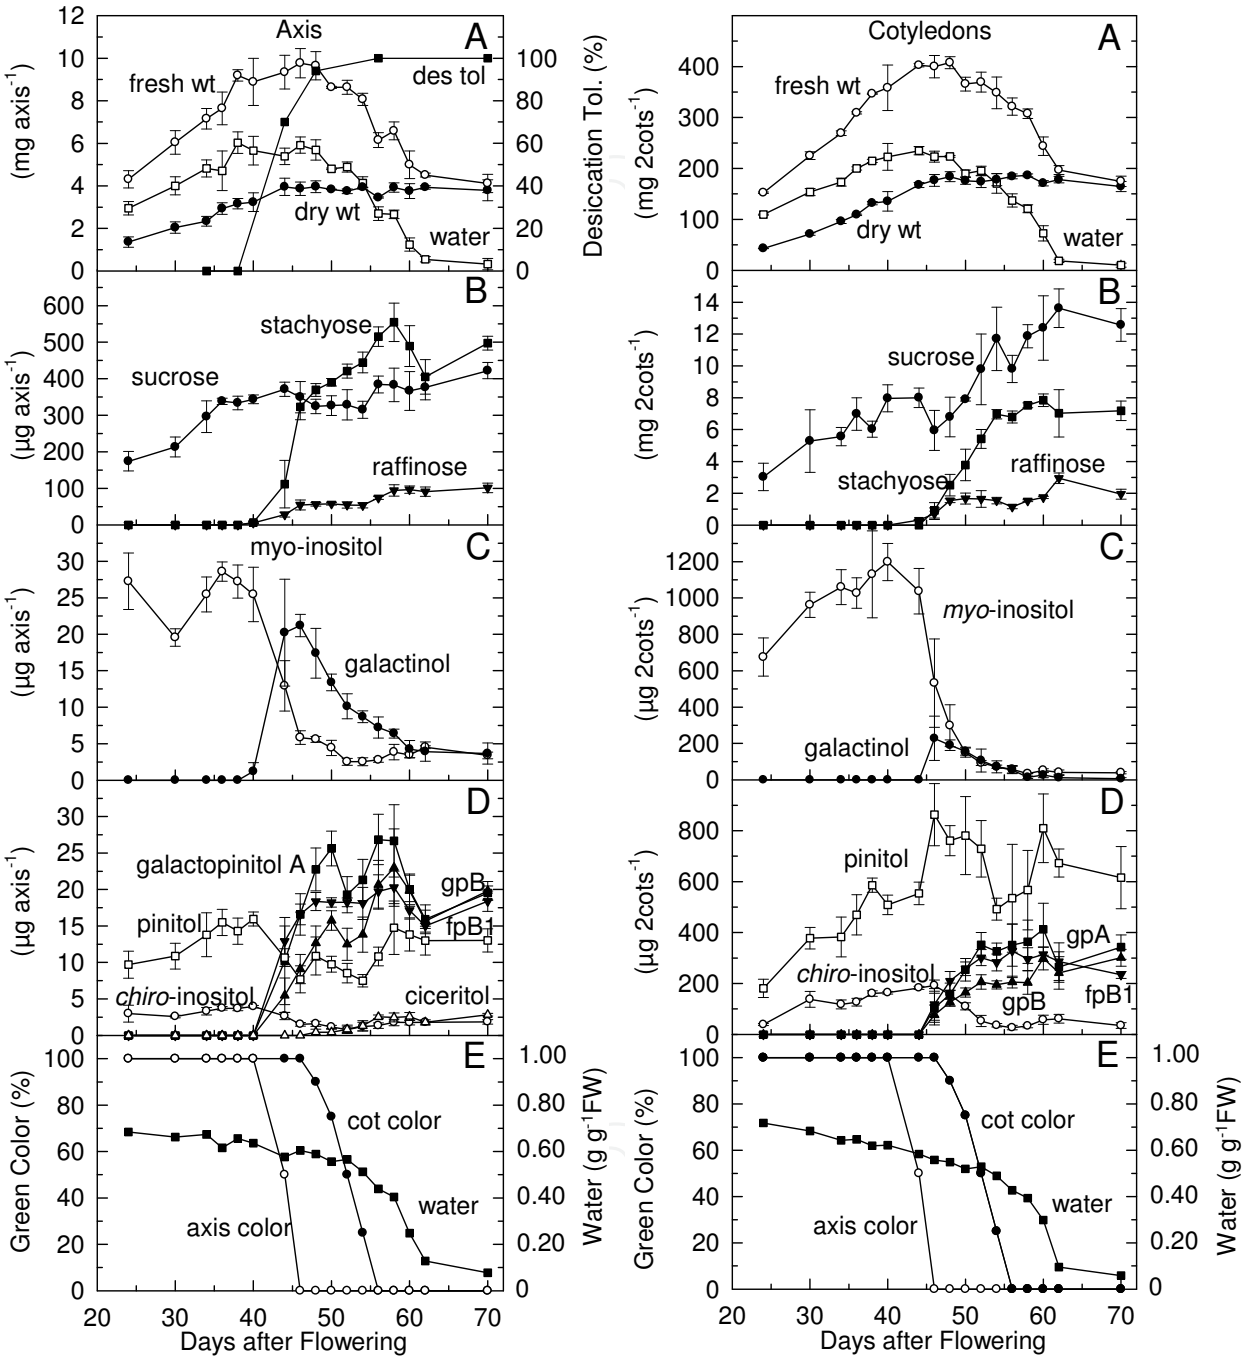 Axis
A
12
10
8
6
4
2
0
(mg axis⁻¹)
fresh wt
des tol
dry wt
water
100
80
60
40
20
0
Desiccation Tol. (%)
B
600
500
400
300
200
100
0
(µg axis⁻¹)
stachyose
sucrose
raffinose
C
30
25
20
15
10
5
0
(µg axis⁻¹)
myo-inositol
galactinol
D
30
25
20
15
10
5
0
(µg axis⁻¹)
galactopinitol A
gpB
pinitol
fpB1
chiro-inositol
ciceritol
E
100
80
60
40
20
0
Green Color (%)
cot color
water
axis color
1.00
0.80
0.60
0.40
0.20
0
Water (g g⁻¹FW)
20 30 40 50 60 70
Days after Flowering
Cotyledons
A
400
300
200
100
0
(mg 2cots⁻¹)
fresh wt
dry wt
water
B
14
12
10
8
6
4
2
0
(mg 2cots⁻¹)
sucrose
stachyose
raffinose
C
1200
1000
800
600
400
200
0
(µg 2cots⁻¹)
myo-inositol
galactinol
D
800
600
400
200
0
(µg 2cots⁻¹)
pinitol
gpA
chiro-inositol
gpB
fpB1
E
100
80
60
40
20
0
Green Color (%)
cot color
water
axis color
1.00
0.80
0.60
0.40
0.20
0
Water (g g⁻¹FW)
20 30 40 50 60 70
Days after Flowering